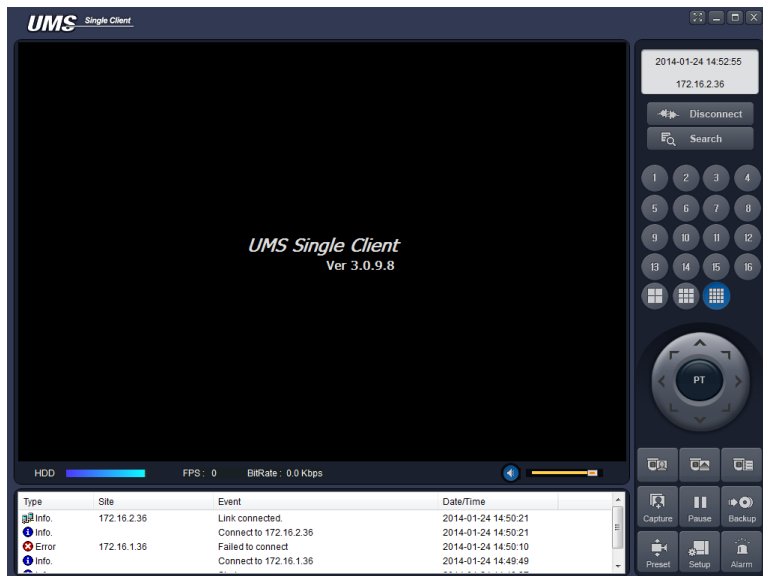 UMS Single Client
2014-01-24 14:52:55
172.16.2.36
Disconnect
Search
1 2 3 4
5 6 7 8
9 10 11 12
13 14 15 16
UMS Single Client
Ver 3.0.9.8
PT
HDD FPS : 0 BitRate : 0.0 Kbps
Type Site Event Date/Time
Info. 172.16.2.36 Link connected. 2014-01-24 14:50:21
Info. Connect to 172.16.2.36 2014-01-24 14:50:21
Error 172.16.1.36 Failed to connect 2014-01-24 14:50:10
Info. Connect to 172.16.1.36 2014-01-24 14:49:49
Capture Pause Backup
Preset Setup Alarm